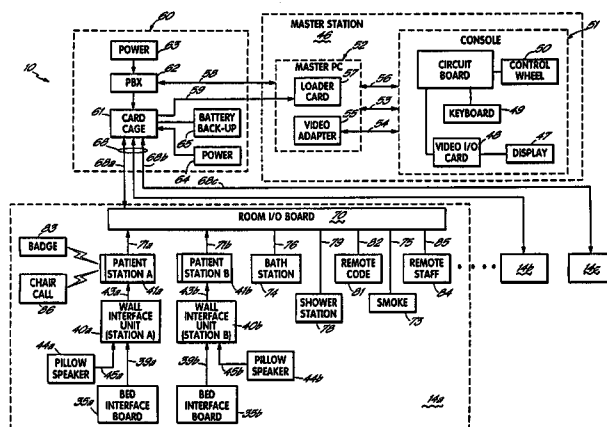 60
POWER
63
10
PBX
62
58
59
CARD CAGE
61
BATTERY BACK-UP
65
POWER
64
68
68a
68b
68c
MASTER STATION
46
52
MASTER PC
LOADER CARD
57
VIDEO ADAPTER
55
56
53
54
CONSOLE
51
CIRCUIT BOARD
50
CONTROL WHEEL
KEYBOARD
49
48
VIDEO I/O CARD
47
DISPLAY
ROOM I/O BOARD
70
83
BADGE
CHAIR CALL
86
71a
PATIENT STATION A
41a
43a
WALL INTERFACE UNIT (STATION A)
40a
44a
PILLOW SPEAKER
45a
39a
BED INTERFACE BOARD
35a
71b
PATIENT STATION B
41b
43b
WALL INTERFACE UNIT (STATION B)
40b
39b
45b
PILLOW SPEAKER
44b
BED INTERFACE BOARD
35b
76
BATH STATION
74
79
SHOWER STATION
78
82
REMOTE CODE
81
75
SMOKE
73
85
REMOTE STAFF
84
14b
14c
14a